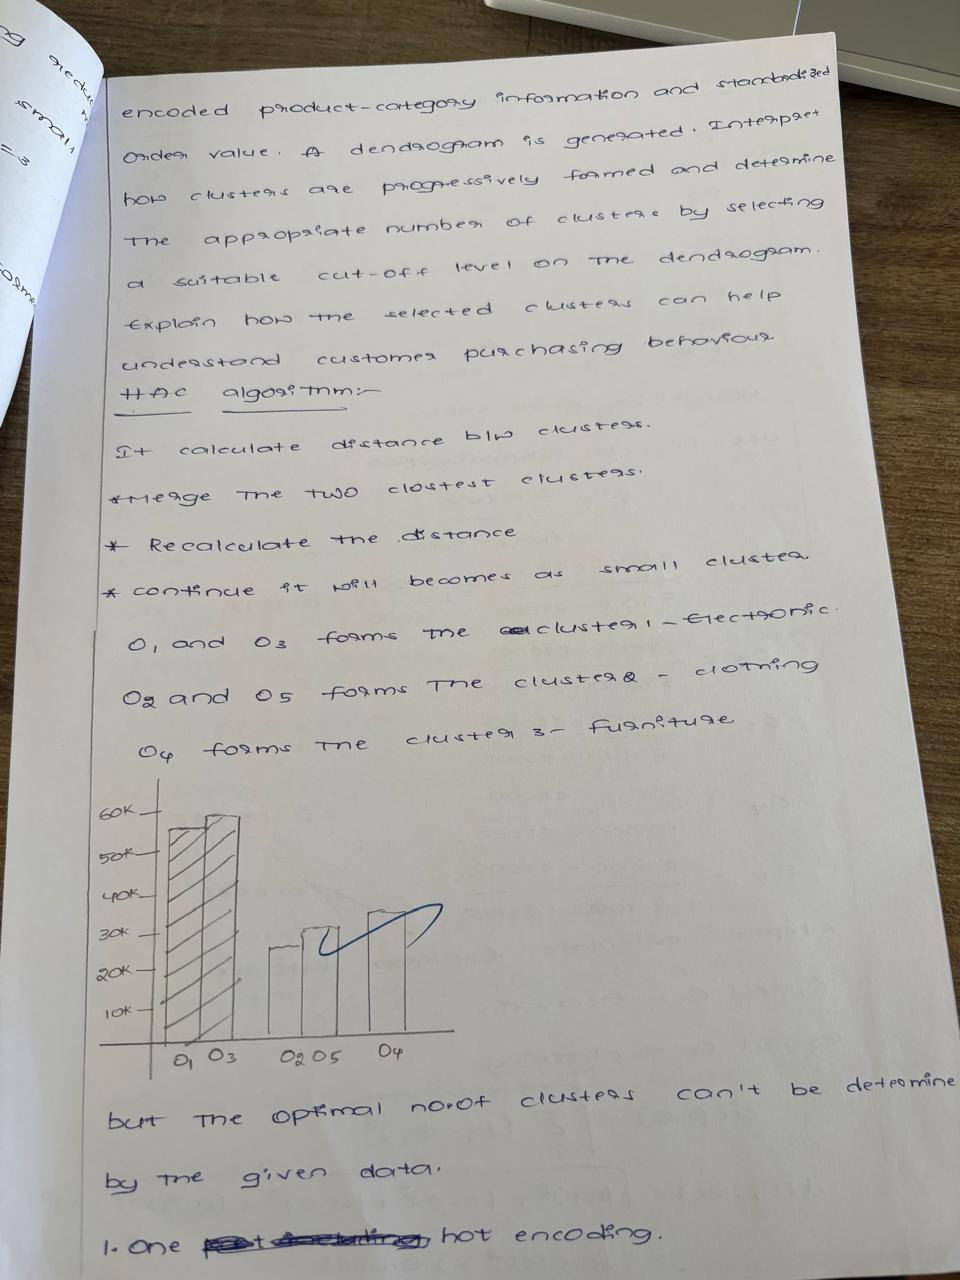 encoded product-category information and standardized
order value. A dendrogram is generated. Interpret
how clusters are progressively formed and determine
the appropriate number of clusters by selecting
a suitable cut-off level on the dendrogram.
Explain how the selected clusters can help
understand customer purchasing behaviour
HAC algorithm:-
It calculate distance b/w clusters.
*Merge the two clostest clusters.
* Recalculate the distance
* continue it will becomes as small cluster
O1 and O3 forms the cluster1 - Electronic.
O2 and O5 forms the cluster2 - clothing
O4 forms the cluster 3- furniture
60K
50K
40K
30K
20K
10K
O1 O3 O2 O5 O4
but the optimal no.of clusters can't be determine
by the given data.
1. One hot encoding.
small
= 3